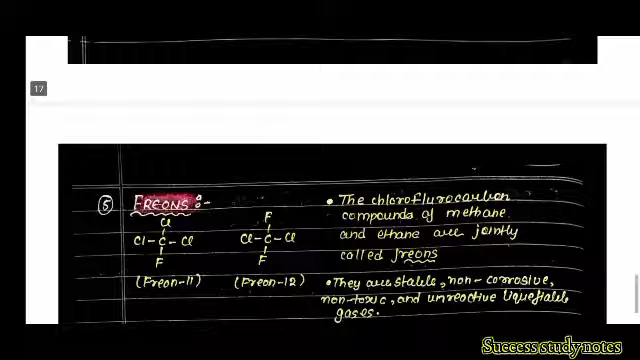 17
5 FREONS :-
Cl
Cl-C-Cl
F
(Freon-11)
F
Cl-C-Cl
F
(Freon-12)
• The chloroflurocarbon
compounds of methane
and ethane are jointly
called freons
• They are stable, non-corrosive,
non-toxic, and unreactive liquefiable
gases.
Success study notes